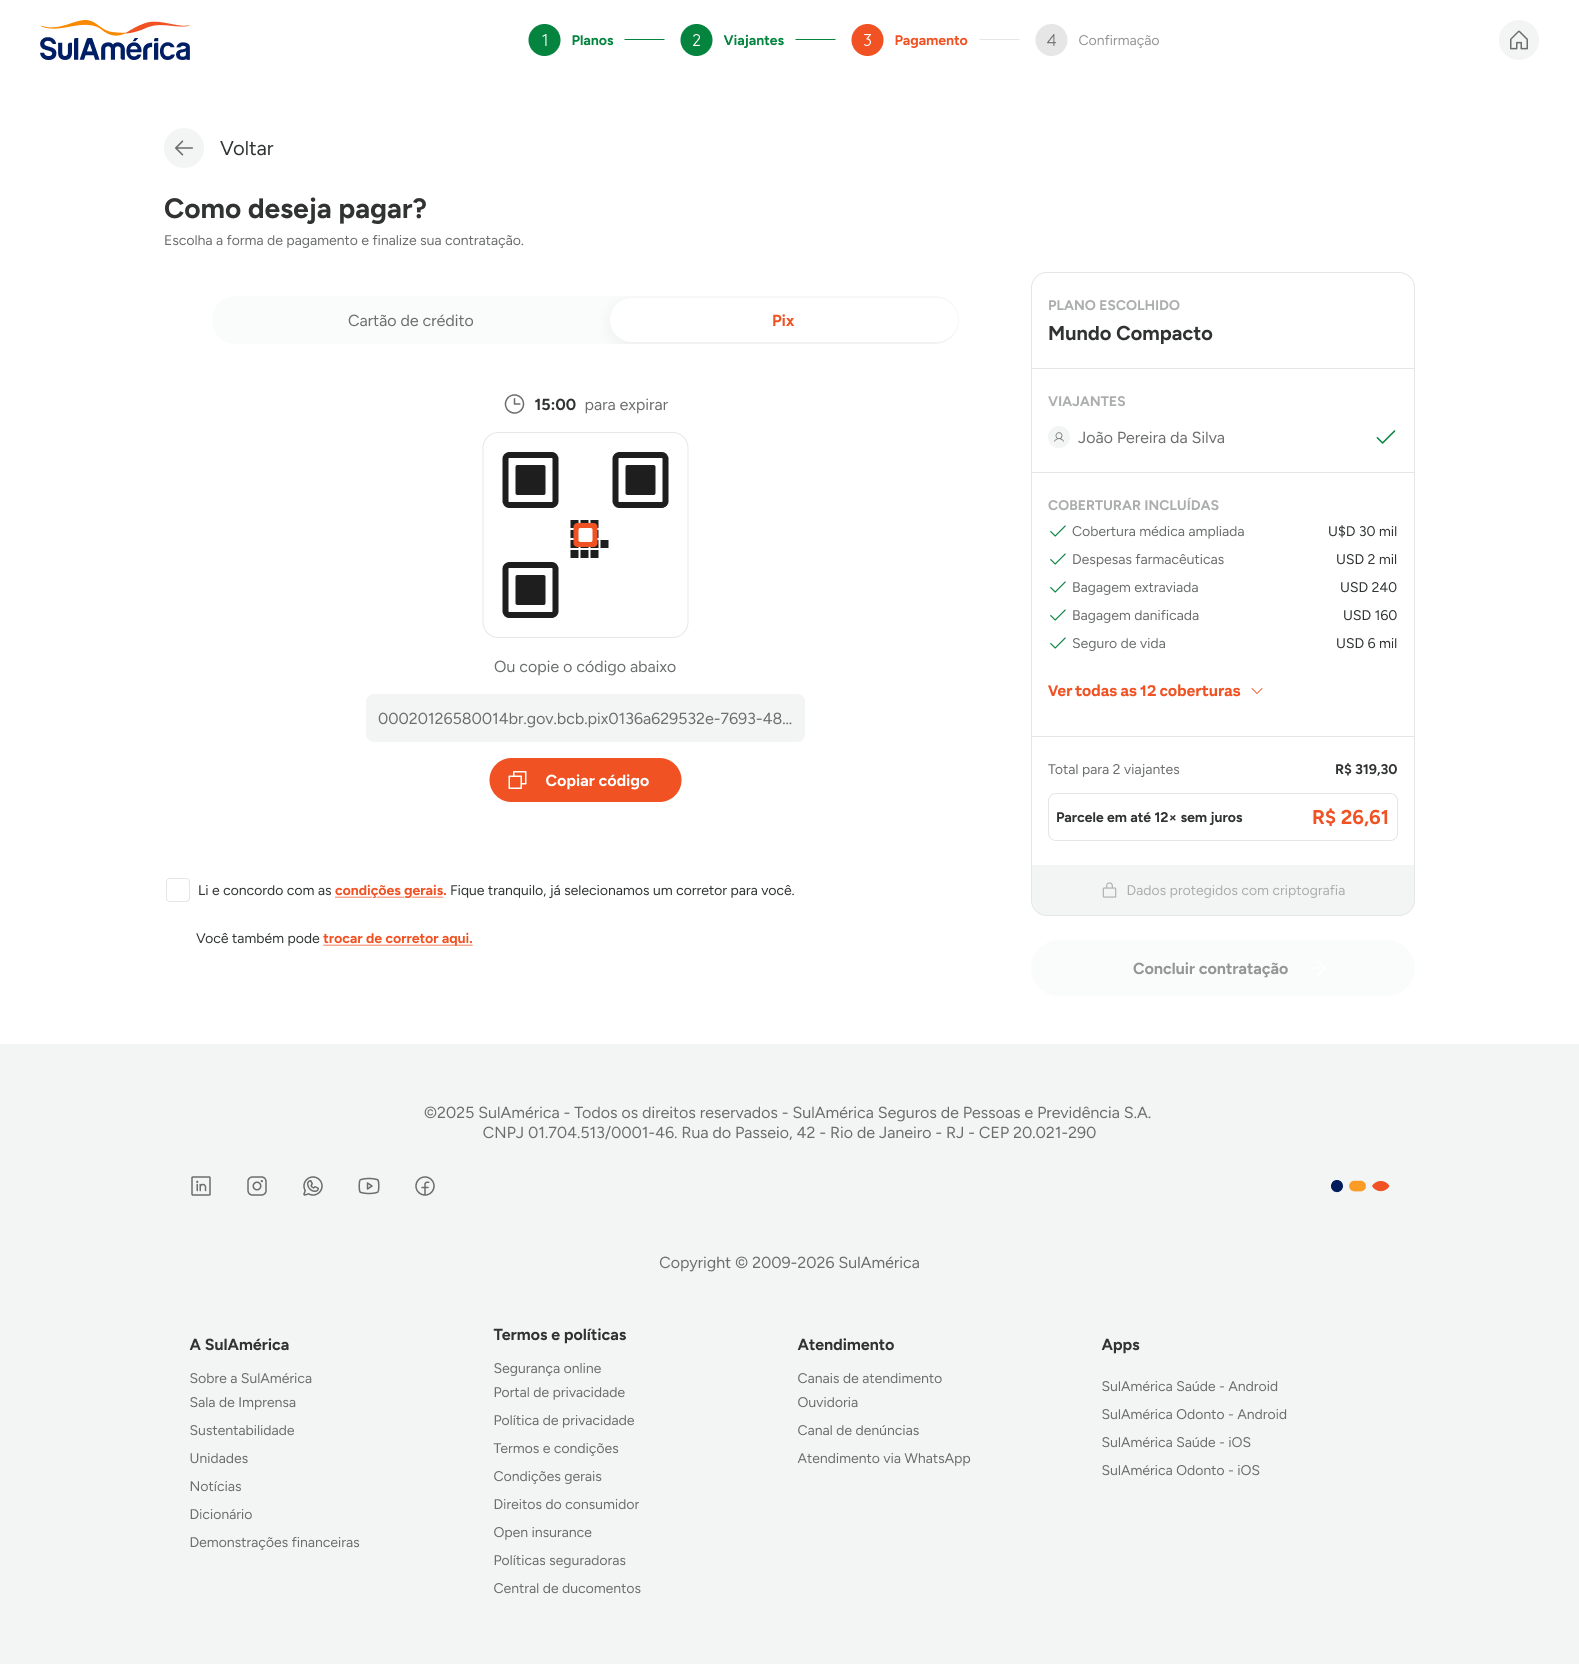 SulAmérica
1 Planos 2 Viajantes 3 Pagamento 4 Confirmação
Voltar
Como deseja pagar?
Escolha a forma de pagamento e finalize sua contratação.
Cartão de crédito Pix
15:00 para expirar
Ou copie o código abaixo
00020126580014br.gov.bcb.pix0136a629532e-7693-48...
Copiar código
Li e concordo com as condições gerais. Fique tranquilo, já selecionamos um corretor para você.
Você também pode trocar de corretor aqui.
PLANO ESCOLHIDO
Mundo Compacto
VIAJANTES
João Pereira da Silva
COBERTURAR INCLUÍDAS
Cobertura médica ampliada U$D 30 mil
Despesas farmacêuticas USD 2 mil
Bagagem extraviada USD 240
Bagagem danificada USD 160
Seguro de vida USD 6 mil
Ver todas as 12 coberturas
Total para 2 viajantes R$ 319,30
Parcele em até 12× sem juros R$ 26,61
Dados protegidos com criptografia
Concluir contratação
©2025 SulAmérica - Todos os direitos reservados - SulAmérica Seguros de Pessoas e Previdência S.A.
CNPJ 01.704.513/0001-46. Rua do Passeio, 42 - Rio de Janeiro - RJ - CEP 20.021-290
Copyright © 2009-2026 SulAmérica
A SulAmérica
Sobre a SulAmérica
Sala de Imprensa
Sustentabilidade
Unidades
Notícias
Dicionário
Demonstrações financeiras
Termos e políticas
Segurança online
Portal de privacidade
Política de privacidade
Termos e condições
Condições gerais
Direitos do consumidor
Open insurance
Políticas seguradoras
Central de ducomentos
Atendimento
Canais de atendimento
Ouvidoria
Canal de denúncias
Atendimento via WhatsApp
Apps
SulAmérica Saúde - Android
SulAmérica Odonto - Android
SulAmérica Saúde - iOS
SulAmérica Odonto - iOS